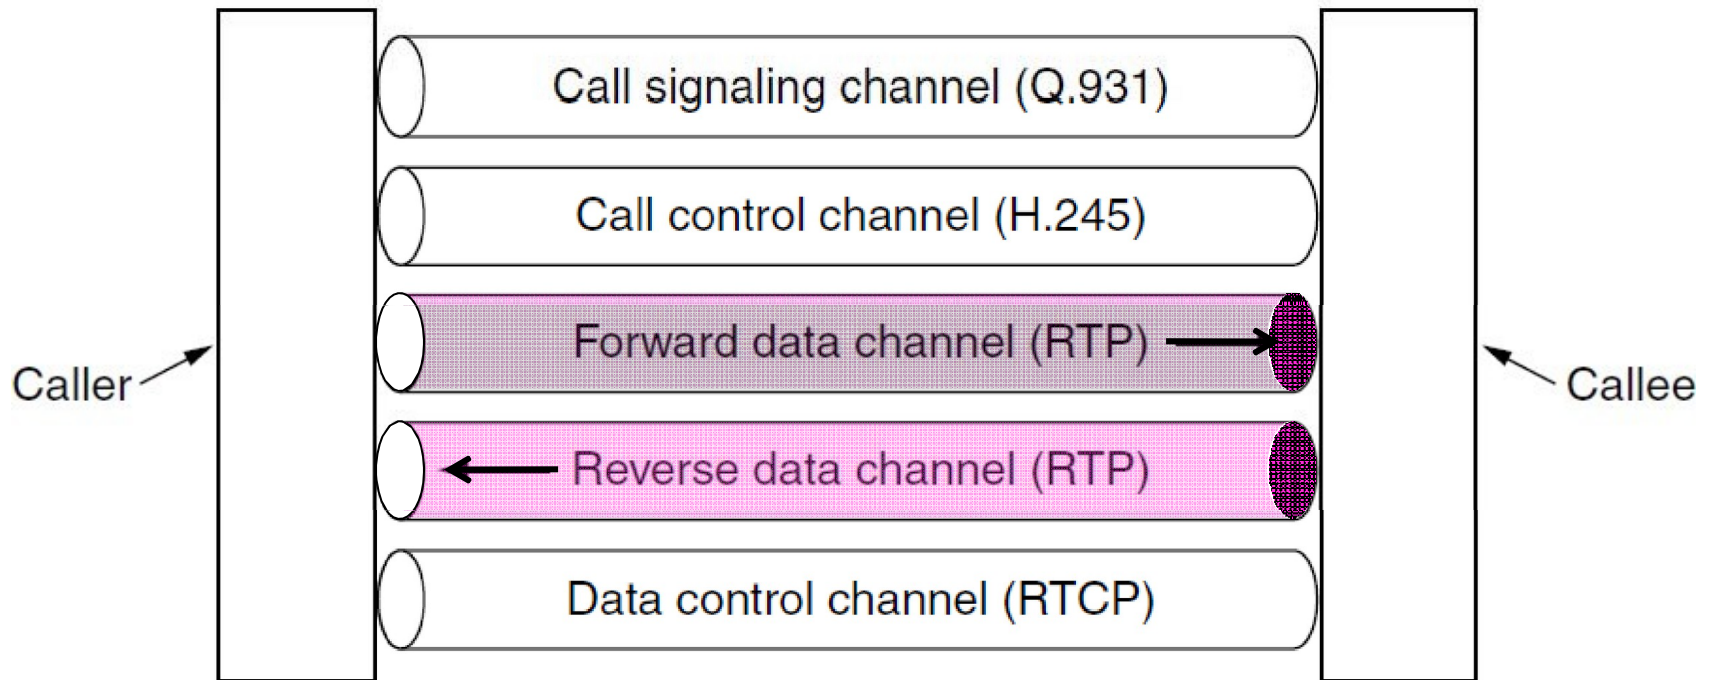 Call signaling channel (Q.931)
Call control channel (H.245)
Forward data channel (RTP)
Caller
Callee
Reverse data channel (RTP)
Data control channel (RTCP)